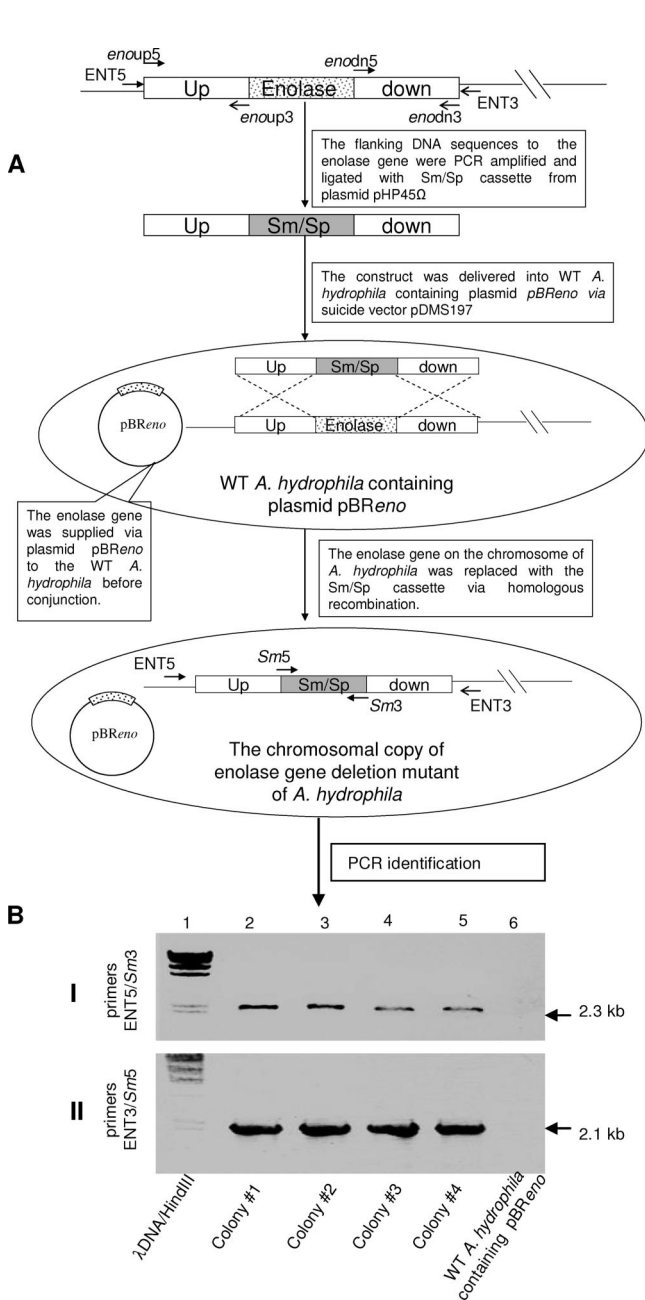 enoup5
enodn5
ENT5
Up
Enolase
down
ENT3
enoup3
enodn3
A
The flanking DNA sequences to the
enolase gene were PCR amplified and
ligated with Sm/Sp cassette from
plasmid pHP45Ω
Up
Sm/Sp
down
The construct was delivered into WT A.
hydrophila containing plasmid pBReno via
suicide vector pDMS197
Up
Sm/Sp
down
pBReno
Up
Enolase
down
WT A. hydrophila containing
plasmid pBReno
The enolase gene
was supplied via
plasmid pBReno
to the WT A.
hydrophila before
conjunction.
The enolase gene on the chromosome of
A. hydrophila was replaced with the
Sm/Sp cassette via homologous
recombination.
ENT5
Sm5
Up
Sm/Sp
down
Sm3
ENT3
pBReno
The chromosomal copy of
enolase gene deletion mutant
of A. hydrophila
PCR identification
B
1 2 3 4 5 6
I
primers
ENT5/Sm3
2.3 kb
II
primers
ENT3/Sm5
2.1 kb
λDNA/HindIII
Colony #1
Colony #2
Colony #3
Colony #4
WT A. hydrophila
containing pBReno